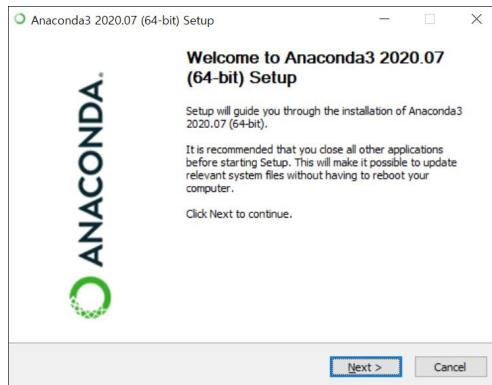 Anaconda3 2020.07 (64-bit) Setup
Welcome to Anaconda3 2020.07
(64-bit) Setup
Setup will guide you through the installation of Anaconda3
2020.07 (64-bit).
It is recommended that you close all other applications
before starting Setup. This will make it possible to update
relevant system files without having to reboot your
computer.
Click Next to continue.
ANACONDA.
Next >
Cancel